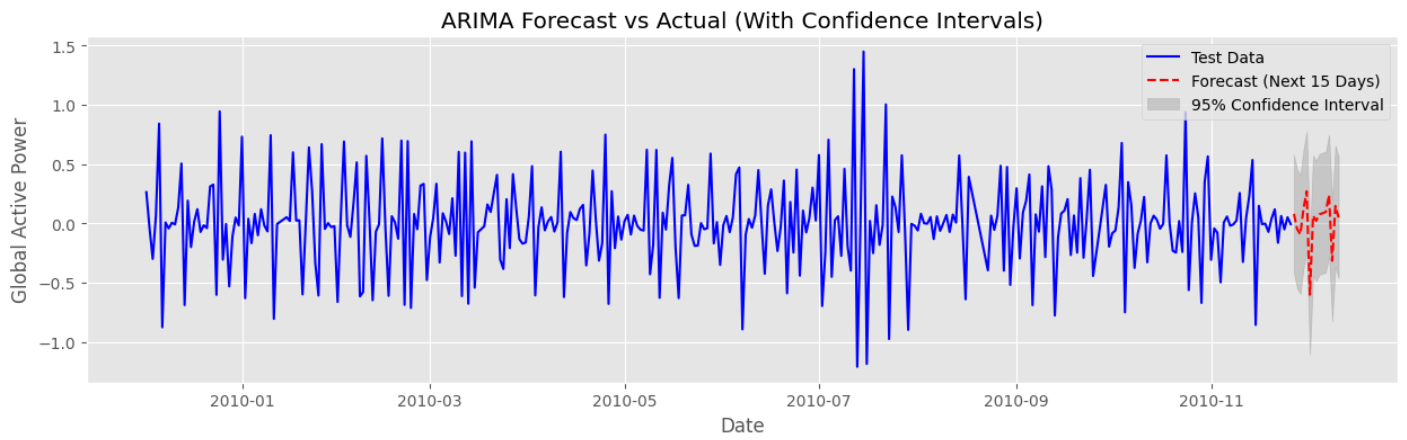 ARIMA Forecast vs Actual (With Confidence Intervals)
Test Data
Forecast (Next 15 Days)
95% Confidence Interval
Global Active Power
1.5
1.0
0.5
0.0
−0.5
−1.0
2010-01
2010-03
2010-05
2010-07
2010-09
2010-11
Date